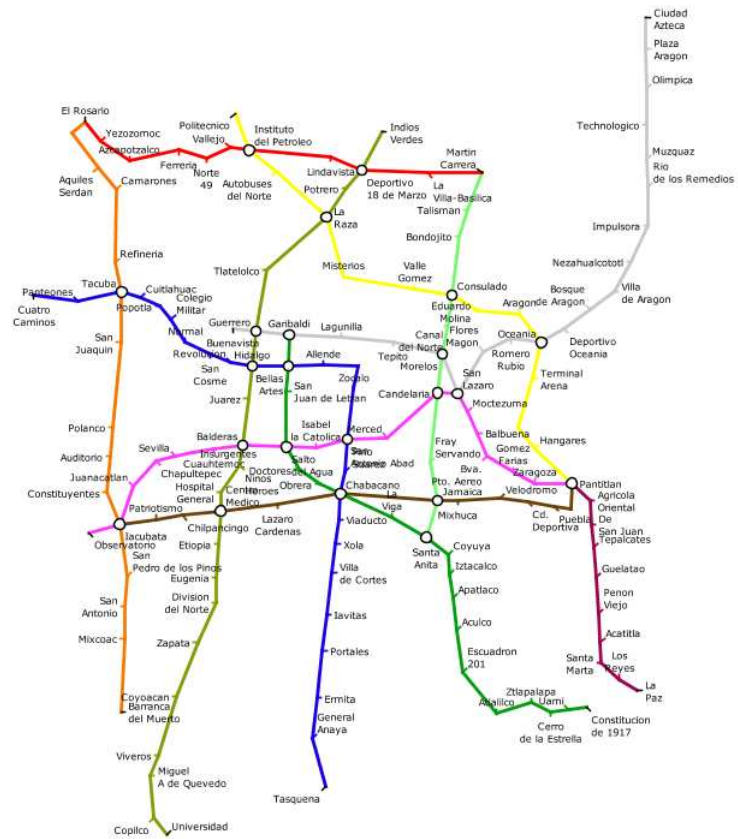 Ciudad
Azteca
Plaza
Aragon
Olimpica
Technologico
Muzquaz
Rio
de los Remedios
Impulsora
Nezahualcototl
Villa
de Aragon
Bosque
de Aragon
Deportivo
Oceania
Oceania
Romero
Rubio
El Rosario
Yezozomoc
Azcapotzalco
Ferreria
Norte
49
Vallejo
Politecnico
Instituto
del Petroleo
Autobuses
del Norte
Lindavista
Indios
Verdes
Deportivo
18 de Marzo
Potrero
La
Raza
Martin
Carrera
La
Villa-Basilica
Talisman
Bondojito
Aquiles
Serdan
Camarones
Refineria
Tacuba
Panteones
Cuatro
Caminos
Popotla
Cuitlahuac
Colegio
Militar
Normal
San
Cosme
Revolucion
Tlatelolco
Misterios
Valle
Gomez
Consulado
Eduardo
Molina
Aragon
Guerrero
Buenavista
Hidalgo
Garibaldi
Lagunilla
Tepito
Canal
del Norte
Flores
Magon
Morelos
San
Lazaro
Candelaria
Moctezuma
Terminal
Arena
Hangares
San
Juaquin
Polanco
Auditorio
Constituyentes
Juanacatlan
Sevilla
Chapultepec
Insurgentes
Cuauhtemoc
Balderas
Juarez
Bellas
Artes
Allende
Zocalo
San
Juan de Letran
Isabel
la Catolica
Merced
Salto
del Agua
Doctores
Obrera
Ninos
Heroes
Hospital
General
Centro
Medico
San
Antonio Abad
Chabacano
La
Viga
Fray
Servando
Jamaica
Mixhuca
Balbuena
Bva.
Pto. Aereo
Gomez
Farias
Zaragoza
Pantitlan
Velodromo
Cd.
Deportiva
Puebla
Agricola
Oriental
De
San Juan
Tepalcates
Guelatao
Penon
Viejo
Acatitla
Santa
Marta
Los
Reyes
La
Paz
Observatorio
Iacubata
Patriotismo
Chilpancingo
Lazaro
Cardenas
San
Pedro de los Pinos
San
Antonio
Mixcoac
Barranca
del Muerto
Etiopia
Eugenia
Division
del Norte
Zapata
Coyoacan
Viveros
Miguel
A de Quevedo
Copilco
Universidad
Viaducto
Xola
Villa
de Cortes
Iavitas
Portales
Ermita
General
Anaya
Tasquena
Santa
Anita
Coyuya
Iztacalco
Apatlaco
Aculco
Escuadron
201
Atlalilco
Ztlapalapa
Cerro
de la Estrella
Uami
Constitucion
de 1917